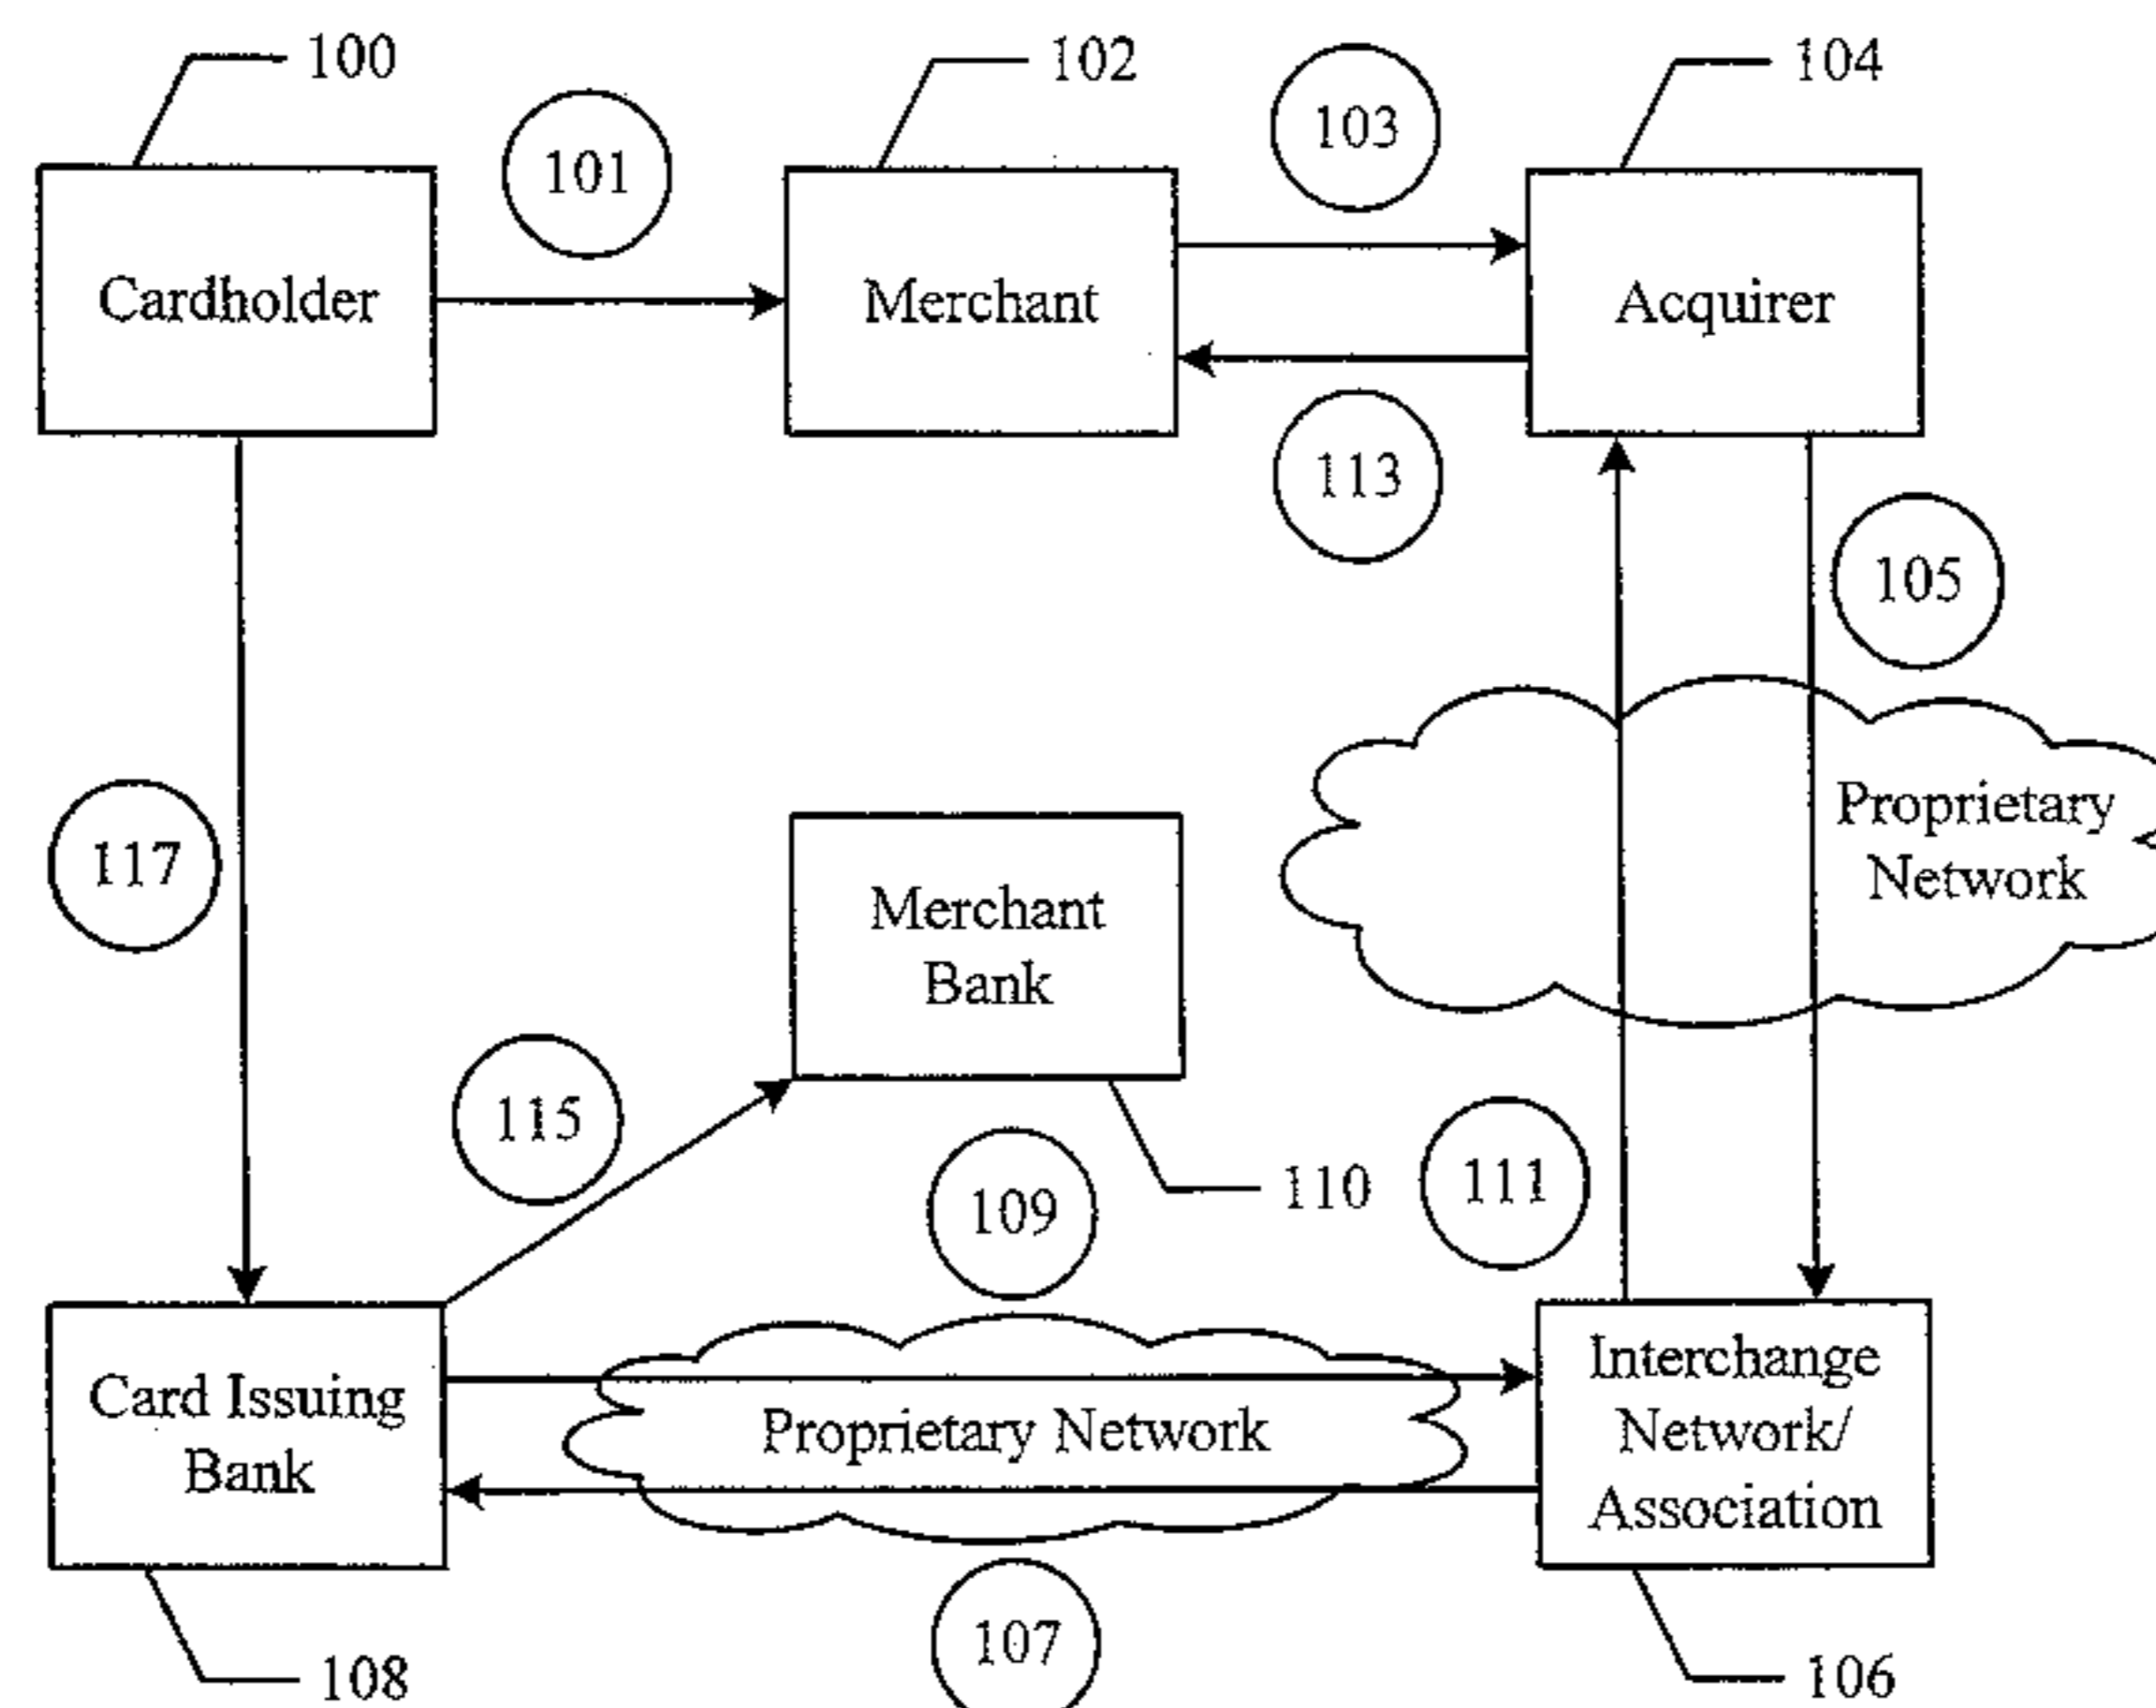 100
102
103
104
101
Cardholder
Merchant
Acquirer
113
105
117
Proprietary
Network
Merchant
Bank
115
109
110
111
Card Issuing
Bank
Proprietary Network
Interchange
Network/
Association
108
107
106